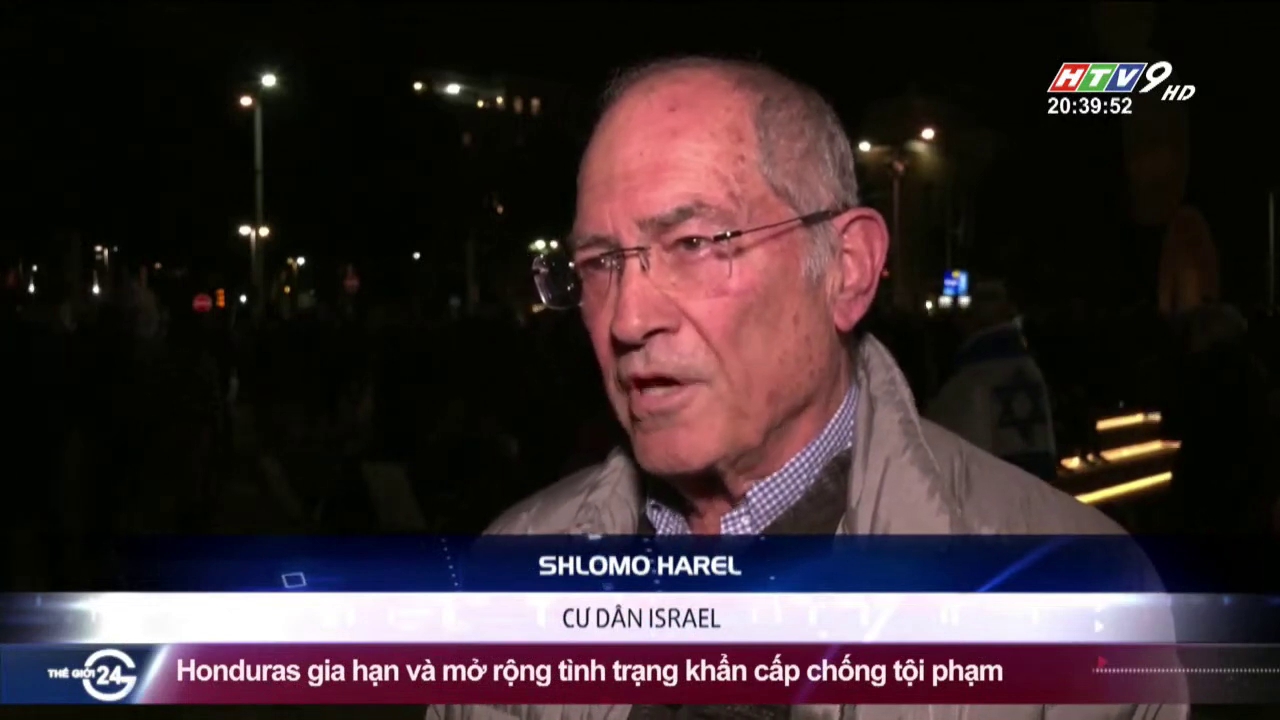 HTV9 HD
20:39:52
SHLOMO HAREL
CƯ DÂN ISRAEL
THẾ GIỚI 24G
Honduras gia hạn và mở rộng tình trạng khẩn cấp chống tội phạm